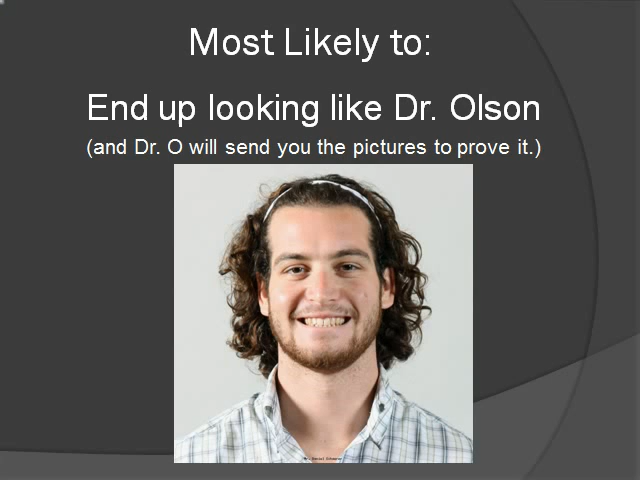 Most Likely to:
End up looking like Dr. Olson
(and Dr. O will send you the pictures to prove it.)